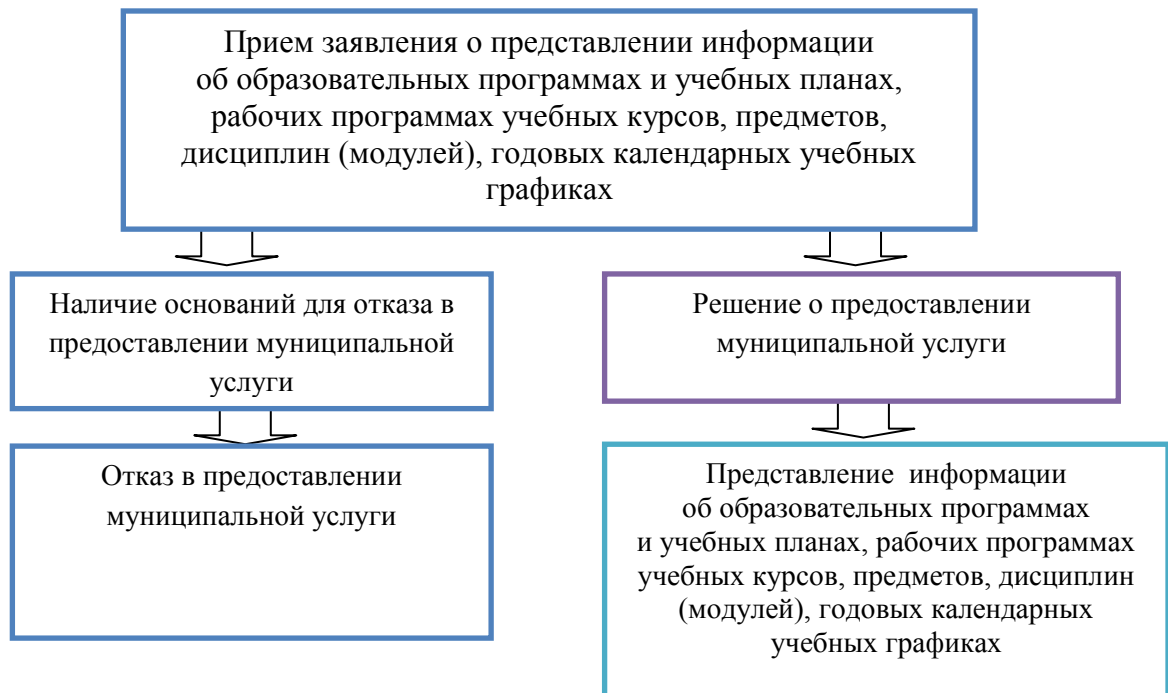 Прием заявления о представлении информации
об образовательных программах и учебных планах,
рабочих программах учебных курсов, предметов,
дисциплин (модулей), годовых календарных учебных
графиках
Наличие оснований для отказа в
предоставлении муниципальной
услуги
Решение о предоставлении
муниципальной услуги
Отказ в предоставлении
муниципальной услуги
Представление информации
об образовательных программах
и учебных планах, рабочих программах
учебных курсов, предметов, дисциплин
(модулей), годовых календарных
учебных графиках